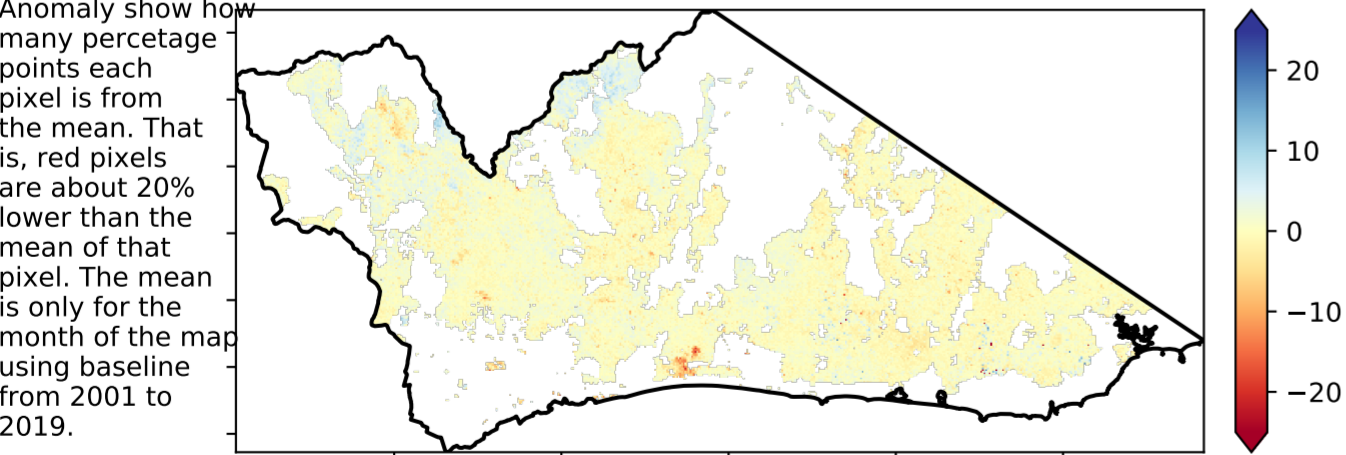 Anomaly show how
many percetage
points each
pixel is from
the mean. That
is, red pixels
are about 20%
lower than the
mean of that
pixel. The mean
is only for the
month of the map
using baseline
from 2001 to
2019.
20
10
0
−10
−20